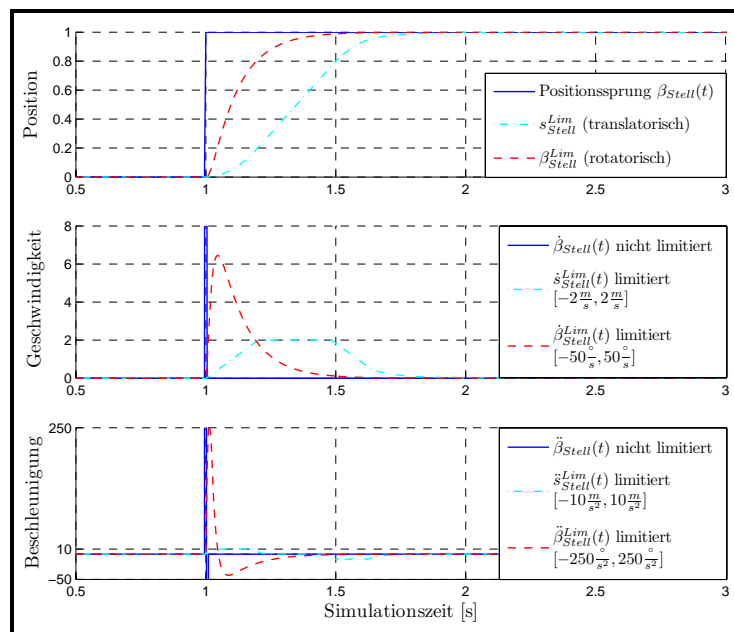 Position
1
0.8
0.6
0.4
0.2
0
0.5
1
1.5
2
2.5
3
Positionssprung β_Stell(t)
s_Stell^Lim (translatorisch)
β_Stell^Lim (rotatorisch)
Geschwindigkeit
8
6
4
2
0
0.5
1
1.5
2
2.5
3
β̇_Stell(t) nicht limitiert
ṡ_Stell^Lim(t) limitiert
[−2 m/s, 2 m/s]
β̇_Stell^Lim(t) limitiert
[−50 °/s, 50 °/s]
Beschleunigung
250
10
−50
0.5
1
1.5
2
2.5
3
β̈_Stell(t) nicht limitiert
s̈_Stell^Lim(t) limitiert
[−10 m/s², 10 m/s²]
β̈_Stell^Lim(t) limitiert
[−250 °/s², 250 °/s²]
Simulationszeit [s]